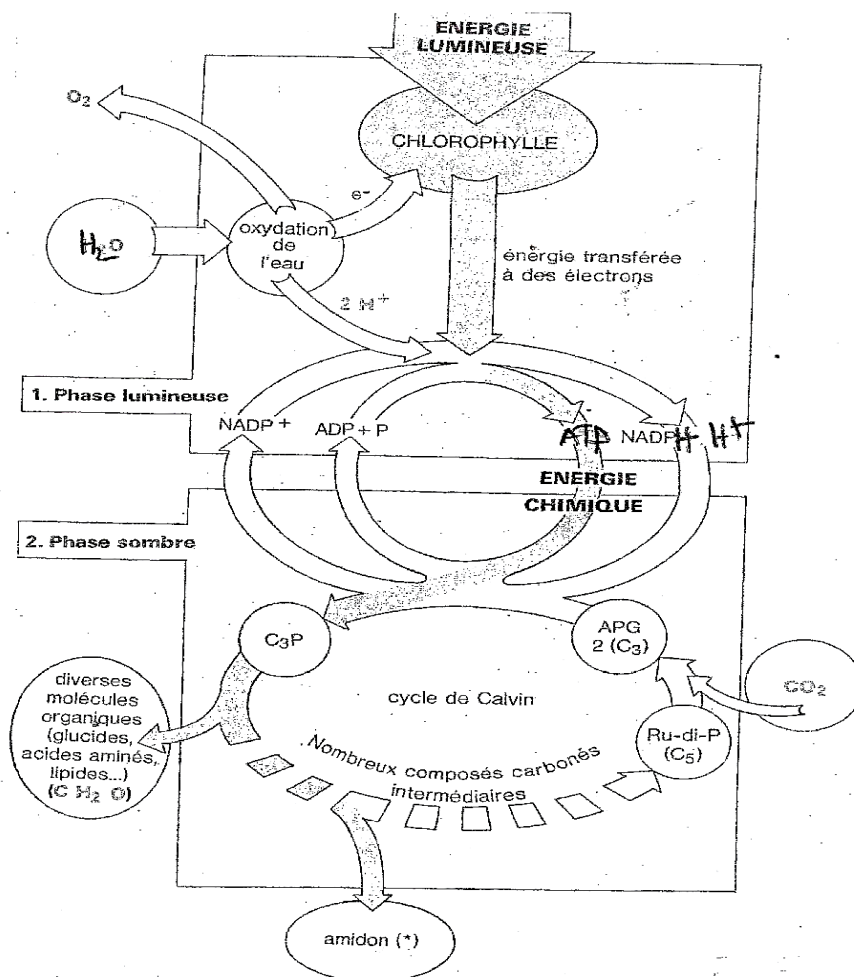 ENERGIE
LUMINEUSE
O₂
CHLOROPHYLLE
e-
H₂O
oxydation
de
l'eau
énergie transférée
à des électrons
2 H⁺
1. Phase lumineuse
NADP +
ADP + P
ATP
NADPH H+
ENERGIE
CHIMIQUE
2. Phase sombre
C₃P
APG
2 (C₃)
diverses
molécules
organiques
(glucides,
acides aminés,
lipides...)
(C H₂ O)
cycle de Calvin
CO₂
Ru-di-P
(C₅)
Nombreux composés carbonés
intermédiaires
amidon (*)